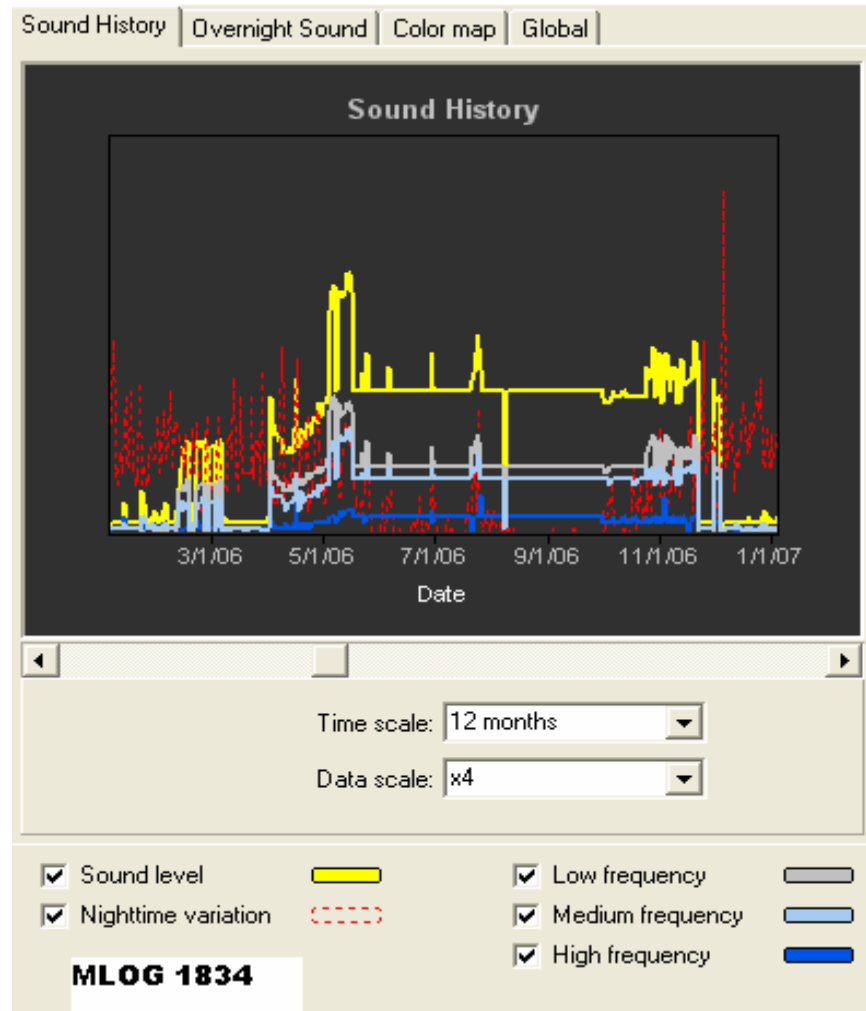 Sound History Overnight Sound Color map Global
Sound History
3/1/06 5/1/06 7/1/06 9/1/06 11/1/06 1/1/07
Date
Time scale: 12 months
Data scale: x4
Sound level
Nighttime variation
Low frequency
Medium frequency
High frequency
MLOG 1834